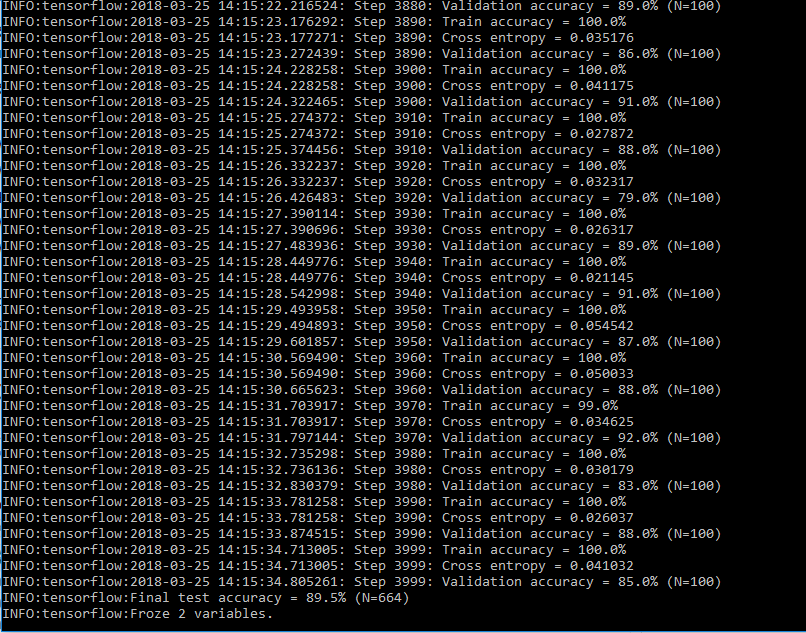 INFO:tensorflow:2018-03-25 14:15:22.216524: Step 3880: Validation accuracy = 89.0% (N=100)
INFO:tensorflow:2018-03-25 14:15:23.176292: Step 3890: Train accuracy = 100.0%
INFO:tensorflow:2018-03-25 14:15:23.177271: Step 3890: Cross entropy = 0.035176
INFO:tensorflow:2018-03-25 14:15:23.272439: Step 3890: Validation accuracy = 86.0% (N=100)
INFO:tensorflow:2018-03-25 14:15:24.228258: Step 3900: Train accuracy = 100.0%
INFO:tensorflow:2018-03-25 14:15:24.228258: Step 3900: Cross entropy = 0.041175
INFO:tensorflow:2018-03-25 14:15:24.322465: Step 3900: Validation accuracy = 91.0% (N=100)
INFO:tensorflow:2018-03-25 14:15:25.274372: Step 3910: Train accuracy = 100.0%
INFO:tensorflow:2018-03-25 14:15:25.274372: Step 3910: Cross entropy = 0.027872
INFO:tensorflow:2018-03-25 14:15:25.374456: Step 3910: Validation accuracy = 88.0% (N=100)
INFO:tensorflow:2018-03-25 14:15:26.332237: Step 3920: Train accuracy = 100.0%
INFO:tensorflow:2018-03-25 14:15:26.332237: Step 3920: Cross entropy = 0.032317
INFO:tensorflow:2018-03-25 14:15:26.426483: Step 3920: Validation accuracy = 79.0% (N=100)
INFO:tensorflow:2018-03-25 14:15:27.390114: Step 3930: Train accuracy = 100.0%
INFO:tensorflow:2018-03-25 14:15:27.390696: Step 3930: Cross entropy = 0.026317
INFO:tensorflow:2018-03-25 14:15:27.483936: Step 3930: Validation accuracy = 89.0% (N=100)
INFO:tensorflow:2018-03-25 14:15:28.449776: Step 3940: Train accuracy = 100.0%
INFO:tensorflow:2018-03-25 14:15:28.449776: Step 3940: Cross entropy = 0.021145
INFO:tensorflow:2018-03-25 14:15:28.542998: Step 3940: Validation accuracy = 91.0% (N=100)
INFO:tensorflow:2018-03-25 14:15:29.493958: Step 3950: Train accuracy = 100.0%
INFO:tensorflow:2018-03-25 14:15:29.494893: Step 3950: Cross entropy = 0.054542
INFO:tensorflow:2018-03-25 14:15:29.601857: Step 3950: Validation accuracy = 87.0% (N=100)
INFO:tensorflow:2018-03-25 14:15:30.569490: Step 3960: Train accuracy = 100.0%
INFO:tensorflow:2018-03-25 14:15:30.569490: Step 3960: Cross entropy = 0.050033
INFO:tensorflow:2018-03-25 14:15:30.665623: Step 3960: Validation accuracy = 88.0% (N=100)
INFO:tensorflow:2018-03-25 14:15:31.703917: Step 3970: Train accuracy = 99.0%
INFO:tensorflow:2018-03-25 14:15:31.703917: Step 3970: Cross entropy = 0.034625
INFO:tensorflow:2018-03-25 14:15:31.797144: Step 3970: Validation accuracy = 92.0% (N=100)
INFO:tensorflow:2018-03-25 14:15:32.735298: Step 3980: Train accuracy = 100.0%
INFO:tensorflow:2018-03-25 14:15:32.736136: Step 3980: Cross entropy = 0.030179
INFO:tensorflow:2018-03-25 14:15:32.830379: Step 3980: Validation accuracy = 83.0% (N=100)
INFO:tensorflow:2018-03-25 14:15:33.781258: Step 3990: Train accuracy = 100.0%
INFO:tensorflow:2018-03-25 14:15:33.781258: Step 3990: Cross entropy = 0.026037
INFO:tensorflow:2018-03-25 14:15:33.874515: Step 3990: Validation accuracy = 88.0% (N=100)
INFO:tensorflow:2018-03-25 14:15:34.713005: Step 3999: Train accuracy = 100.0%
INFO:tensorflow:2018-03-25 14:15:34.713005: Step 3999: Cross entropy = 0.041032
INFO:tensorflow:2018-03-25 14:15:34.805261: Step 3999: Validation accuracy = 85.0% (N=100)
INFO:tensorflow:Final test accuracy = 89.5% (N=664)
INFO:tensorflow:Froze 2 variables.